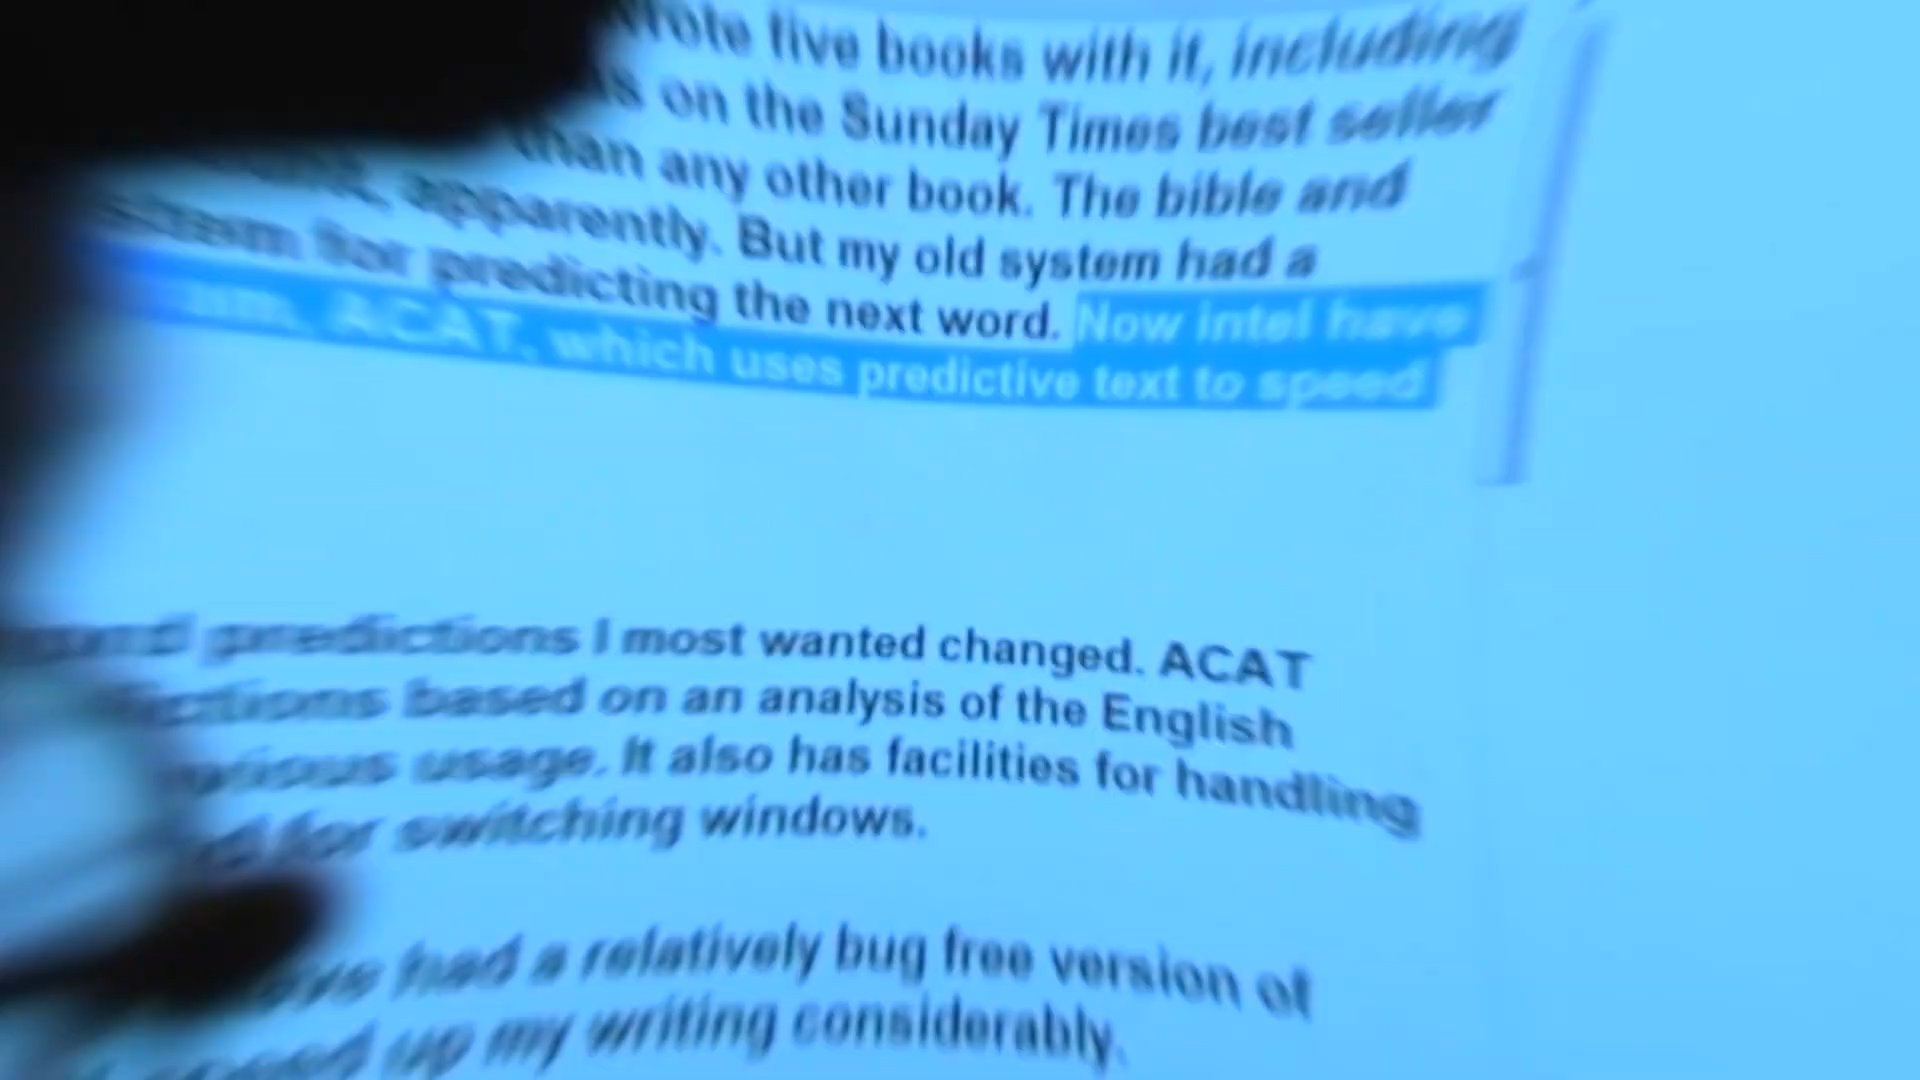 five books with it, including
on the Sunday Times best seller
than any other book. The bible and
apparently. But my old system had a
for predicting the next word. Now intel have
ACAT, which uses predictive text to speed
predictions I most wanted changed. ACAT
based on an analysis of the English
usage. It also has facilities for handling
for switching windows.
had a relatively bug free version of
up my writing considerably.